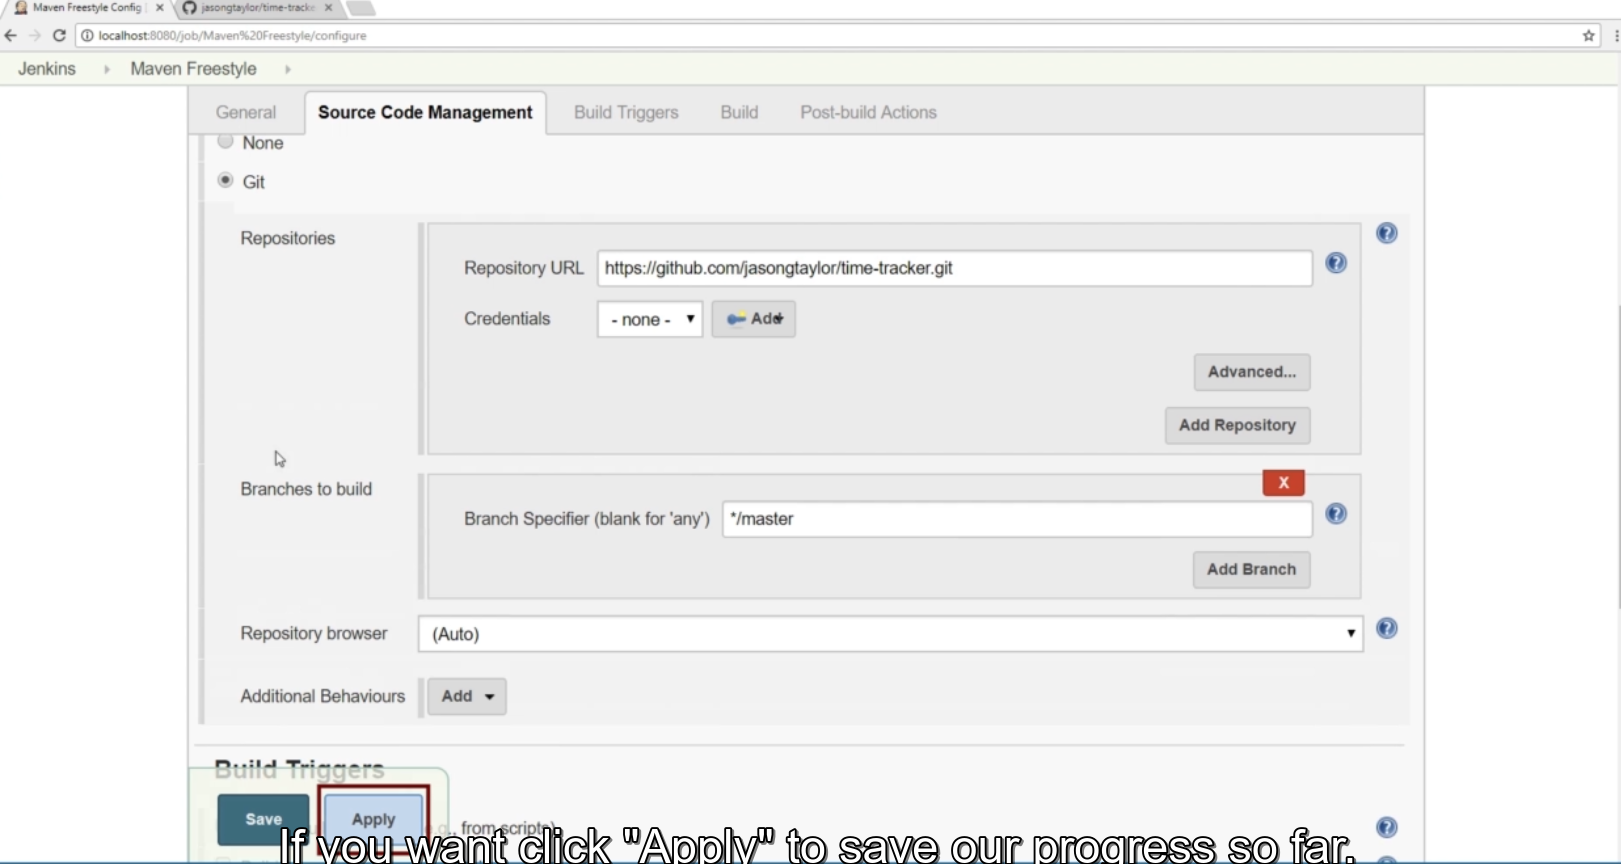 Maven Freestyle Config
jasongtaylor/time-tracke
localhost:8080/job/Maven%20Freestyle/configure
Jenkins
Maven Freestyle
General
Source Code Management
Build Triggers
Build
Post-build Actions
None
Git
Repositories
Repository URL
https://github.com/jasongtaylor/time-tracker.git
Credentials
- none -
Add
Advanced...
Add Repository
Branches to build
X
Branch Specifier (blank for 'any')
*/master
Add Branch
Repository browser
(Auto)
Additional Behaviours
Add
Build Triggers
Save
Apply
from scripts)
If you want click "Apply" to save our progress so far.